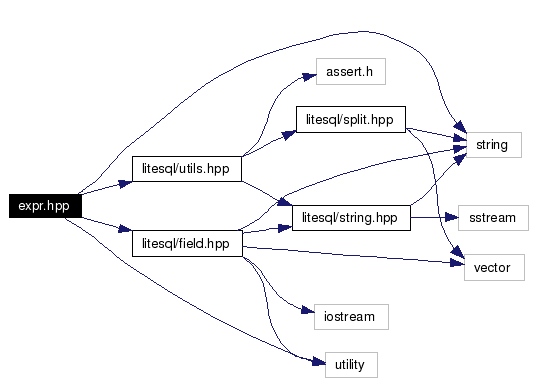 assert.h
litesql/split.hpp
string
litesql/utils.hpp
expr.hpp
litesql/string.hpp
sstream
litesql/field.hpp
vector
iostream
utility